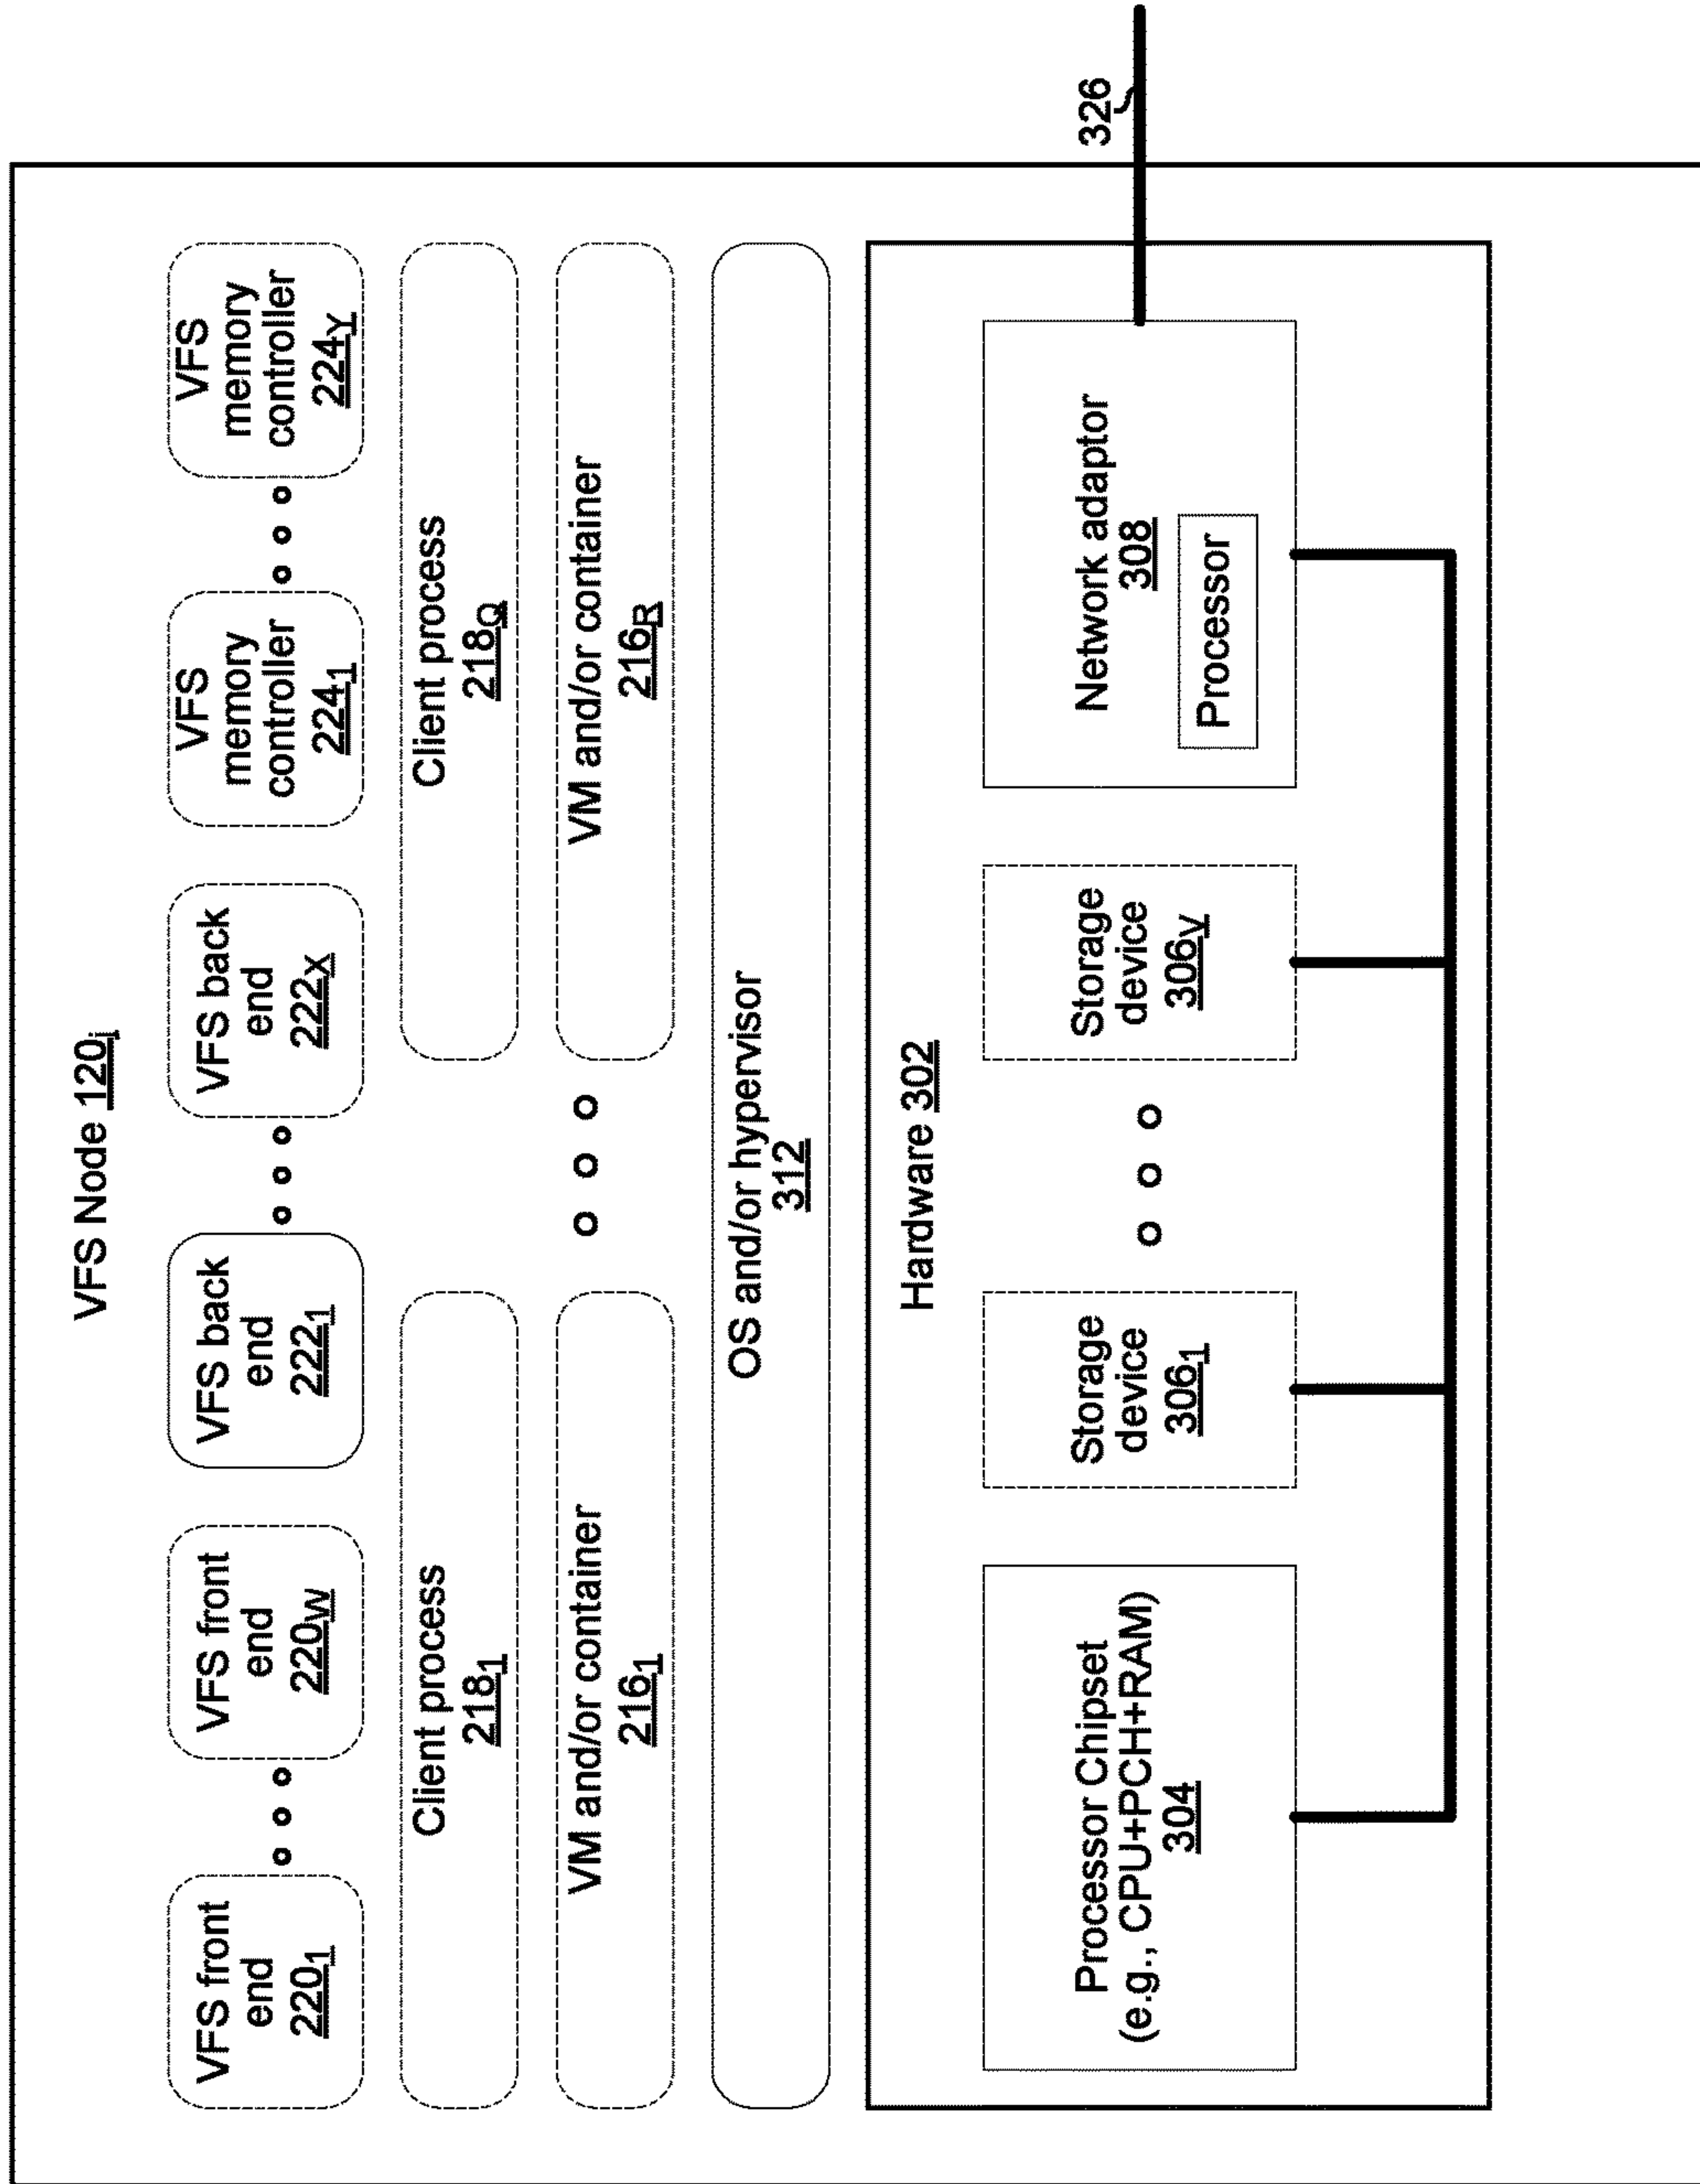 VFS Node 120i
VFS front
end
2201
VFS front
end
220W
VFS back
end
2221
VFS back
end
222X
VFS
memory
controller
2241
VFS
memory
controller
224Y
Client process
2181
Client process
218Q
VM and/or container
2161
VM and/or container
216R
OS and/or hypervisor
312
Hardware 302
Processor Chipset
(e.g., CPU+PCH+RAM)
304
Storage
device
3061
Storage
device
306V
Network adaptor
308
Processor
326